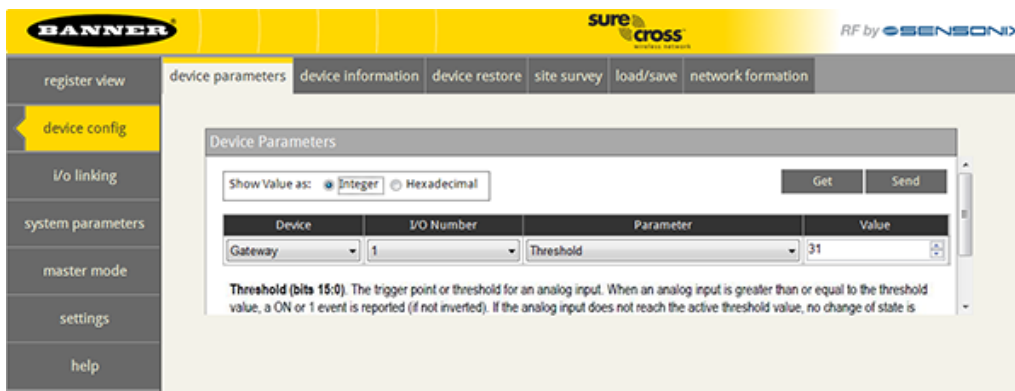 BANNER
sure cross
wireless network
RF by SENSONIX
register view
device config
i/o linking
system parameters
master mode
settings
help
device parameters device information device restore site survey load/save network formation
Device Parameters
Show Value as: Integer Hexadecimal
Get Send
Device I/O Number Parameter Value
Gateway 1 Threshold 31
Threshold (bits 15:0). The trigger point or threshold for an analog input. When an analog input is greater than or equal to the threshold
value, a ON or 1 event is reported (if not inverted). If the analog input does not reach the active threshold value, no change of state is